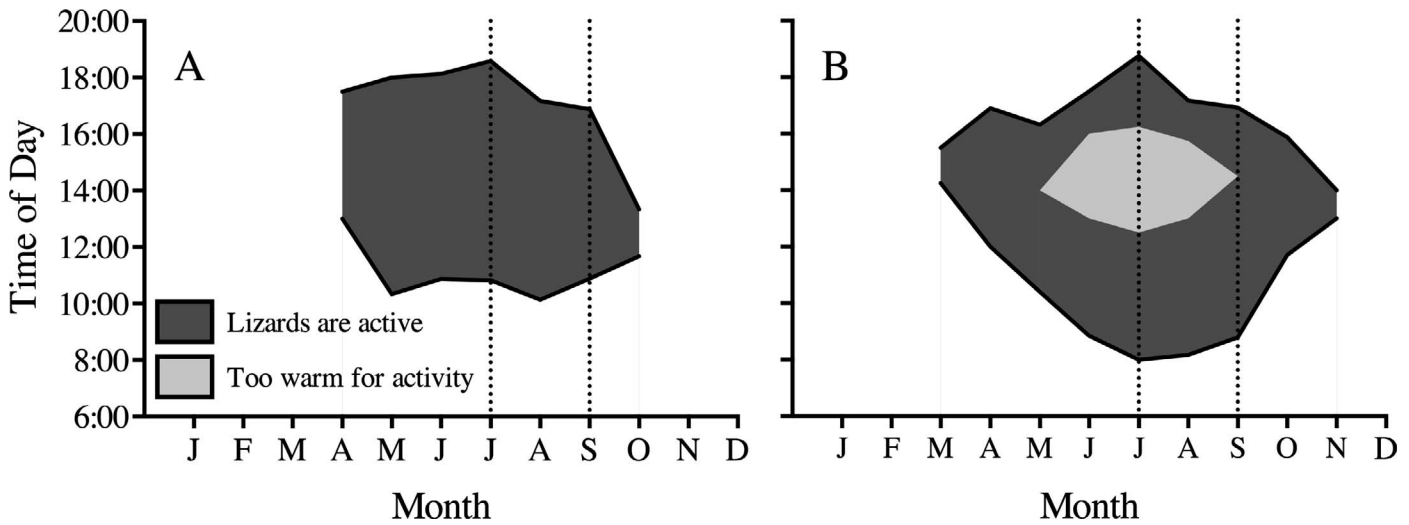 A
B
20:00
18:00
16:00
14:00
12:00
10:00
8:00
6:00
Time of Day
Lizards are active
Too warm for activity
J F M A M J J A S O N D
J F M A M J J A S O N D
Month
Month